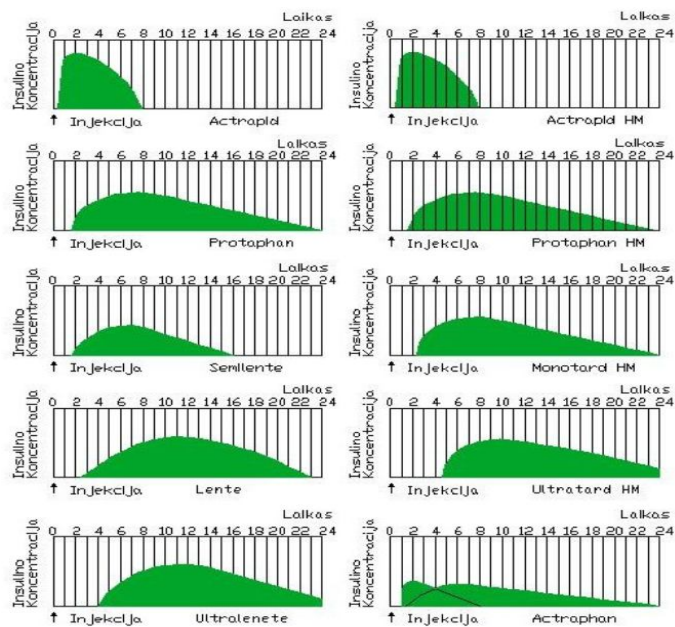 Laikas
0 2 4 6 8 10 12 14 16 18 20 22 24
Insulino
Koncentracija
↑ Injekcija Actrapid
Laikas
0 2 4 6 8 10 12 14 16 18 20 22 24
Insulino
Koncentracija
↑ Injekcija Actrapid HM
Laikas
0 2 4 6 8 10 12 14 16 18 20 22 24
Insulino
Koncentracija
↑ Injekcija Protaphan
Laikas
0 2 4 6 8 10 12 14 16 18 20 22 24
Insulino
Koncentracija
↑ Injekcija Protaphan HM
Laikas
0 2 4 6 8 10 12 14 16 18 20 22 24
Insulino
Koncentracija
↑ Injekcija Semilente
Laikas
0 2 4 6 8 10 12 14 16 18 20 22 24
Insulino
Koncentracija
↑ Injekcija Monotard HM
Laikas
0 2 4 6 8 10 12 14 16 18 20 22 24
Insulino
Koncentracija
↑ Injekcija Lente
Laikas
0 2 4 6 8 10 12 14 16 18 20 22 24
Insulino
Koncentracija
↑ Injekcija Ultratard HM
Laikas
0 2 4 6 8 10 12 14 16 18 20 22 24
Insulino
Koncentracija
↑ Injekcija Ultralenete
Laikas
0 2 4 6 8 10 12 14 16 18 20 22 24
Insulino
Koncentracija
↑ Injekcija Actraphan